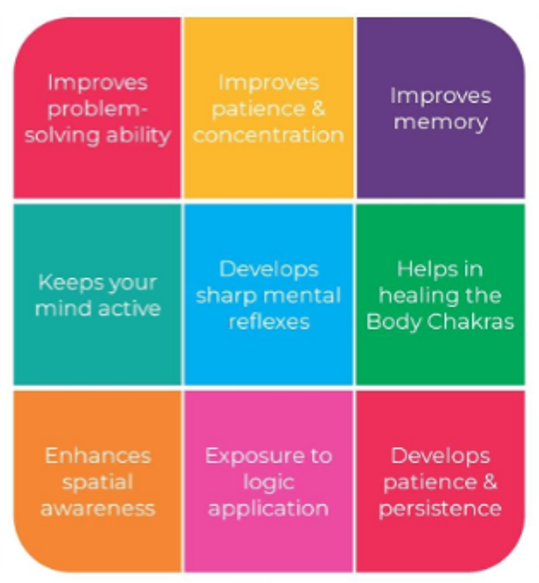 Improves
problem-
solving ability
Improves
patience &
concentration
Improves
memory
Keeps your
mind active
Develops
sharp mental
reflexes
Helps in
healing the
Body Chakras
Enhances
spatial
awareness
Exposure to
logic
application
Develops
patience &
persistence